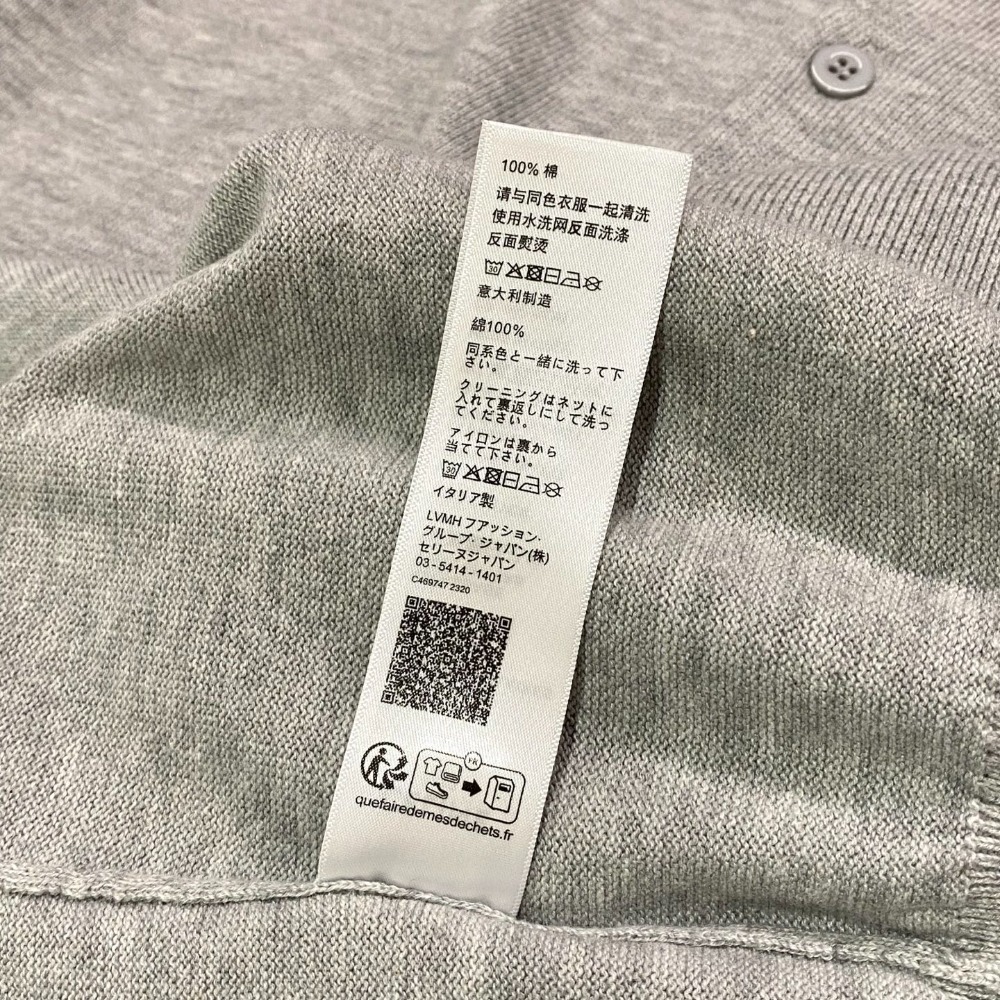 100% 棉
请与同色衣服一起清洗
使用水洗网反面洗涤
反面熨烫
30
意大利制造
綿100%
同系色と一緒に洗って下
さい。
クリーニングはネットに
入れて裏返しにして洗っ
てください。
アイロンは裏から
当てて下さい。
30
イタリア製
LVMH フアッション·
グループ· ジャパン(株)
セリーヌジャパン
03 - 5414 - 1401
C469747 2320
FR
quefairedemesdechets.fr